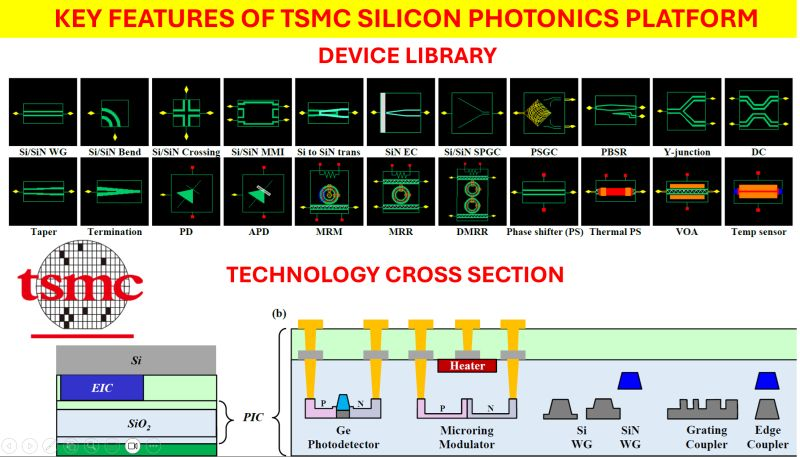 KEY FEATURES OF TSMC SILICON PHOTONICS PLATFORM
DEVICE LIBRARY
Si/SiN WG Si/SiN Bend Si/SiN Crossing Si/SiN MMI Si to SiN trans SiN EC Si/SiN SPGC PSGC PBSR Y-junction DC
Taper Termination PD APD MRM MRR DMRR Phase shifter (PS) Thermal PS VOA Temp sensor
tsmc
TECHNOLOGY CROSS SECTION
(b)
Si
EIC
SiO2
PIC
Heater
P N P N
Ge Photodetector
Microring Modulator
Si WG
SiN WG
Grating Coupler
Edge Coupler